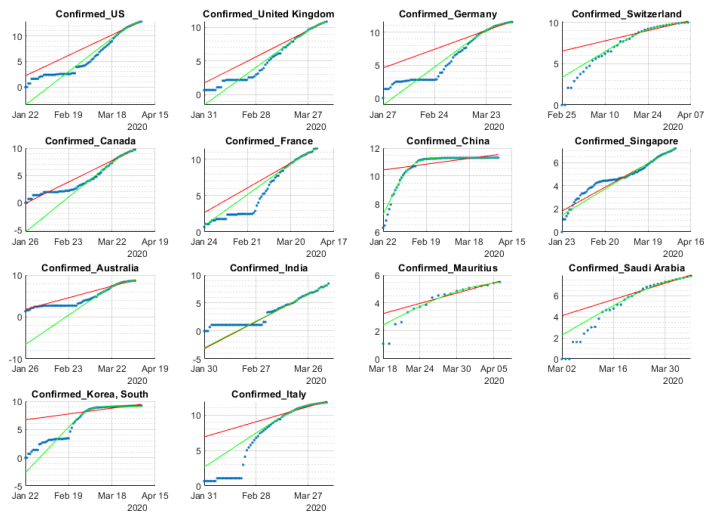 Confirmed_US
10
5
0
Jan 22 Feb 19 Mar 18 Apr 15
2020
Confirmed_United Kingdom
10
5
0
Jan 31 Feb 28 Mar 27
2020
Confirmed_Germany
10
5
0
Jan 27 Feb 24 Mar 23
2020
Confirmed_Switzerland
10
5
0
Feb 25 Mar 10 Mar 24 Apr 07
2020
Confirmed_Canada
10
5
0
-5
Jan 26 Feb 23 Mar 22 Apr 19
2020
Confirmed_France
10
5
0
Jan 24 Feb 21 Mar 20 Apr 17
2020
Confirmed_China
12
10
8
6
Jan 22 Feb 19 Mar 18 Apr 15
2020
Confirmed_Singapore
6
4
2
0
Jan 23 Feb 20 Mar 19 Apr 16
2020
Confirmed_Australia
10
0
-10
Jan 26 Feb 23 Mar 22 Apr 19
2020
Confirmed_India
10
5
0
-5
Jan 30 Feb 27 Mar 26
2020
Confirmed_Mauritius
6
4
2
0
Mar 18 Mar 24 Mar 30 Apr 05
2020
Confirmed_Saudi Arabia
8
6
4
2
0
Mar 02 Mar 16 Mar 30
2020
Confirmed_Korea, South
10
5
0
-5
Jan 22 Feb 19 Mar 18 Apr 15
2020
Confirmed_Italy
10
5
0
Jan 31 Feb 28 Mar 27
2020